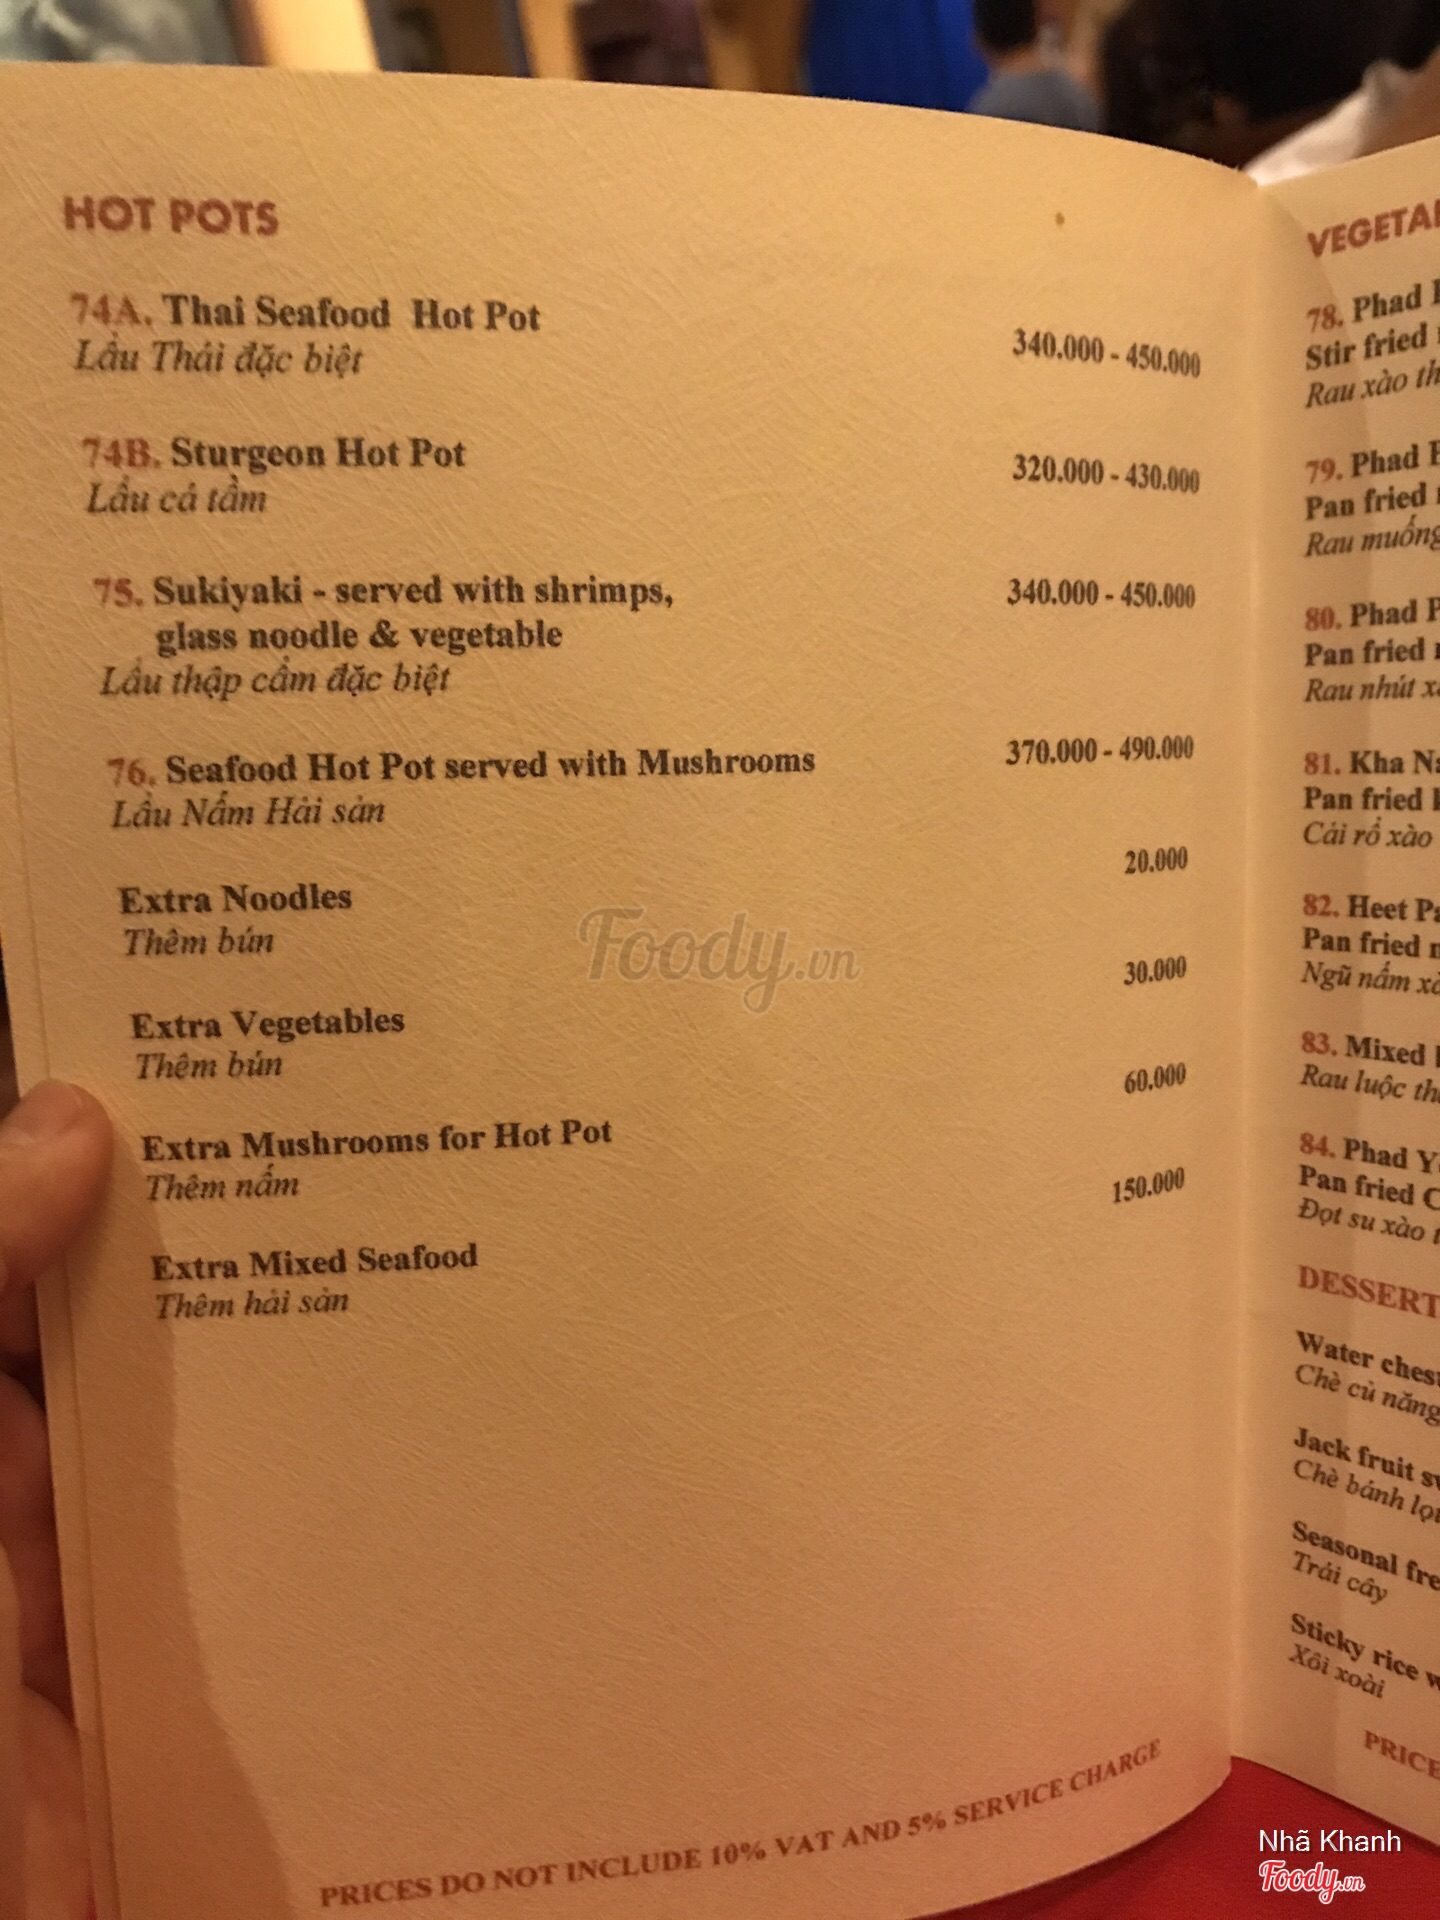 HOT POTS
74A. Thai Seafood Hot Pot
340.000 - 450.000
Lẩu Thái đặc biệt
74B. Sturgeon Hot Pot
320.000 - 430.000
Lẩu cá tầm
75. Sukiyaki - served with shrimps,
340.000 - 450.000
glass noodle & vegetable
Lẩu thập cẩm đặc biệt
76. Seafood Hot Pot served with Mushrooms
370.000 - 490.000
Lẩu Nấm Hải sản
20.000
Extra Noodles
Thêm bún
30.000
Extra Vegetables
Thêm bún
60.000
Extra Mushrooms for Hot Pot
Thêm nấm
150.000
Extra Mixed Seafood
Thêm hải sản
PRICES DO NOT INCLUDE 10% VAT AND 5% SERVICE CHARGE
78. Phad
Stir fried
Rau xào
79. Phad
Pan fried
Rau muống
80. Phad
Pan fried
Rau nhút
81. Kha
Pan fried
Cải rổ xào
82. Heet
Pan fried
Ngũ nấm
83. Mixed
Rau luộc
84. Phad
Pan fried
Đọt su xào
DESSERT
Water
Chè củ năng
Jack fruit
Chè bánh lọt
Seasonal
Trái cây
Sticky rice
Xôi xoài
Foody.vn
Nhã Khanh
Foody.vn